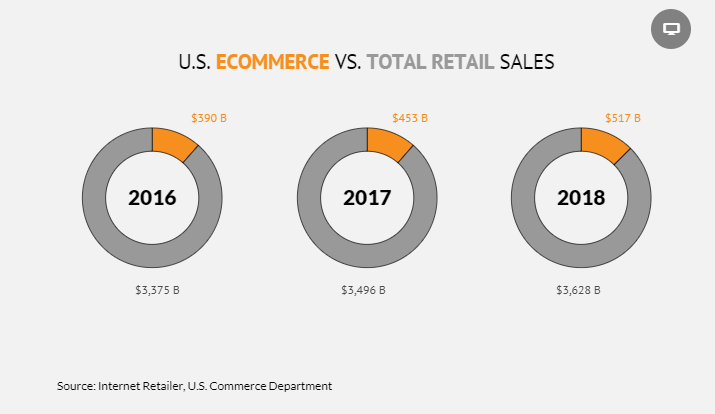 U.S. ECOMMERCE VS. TOTAL RETAIL SALES
$390 B
$453 B
$517 B
2016
2017
2018
$3,375 B
$3,496 B
$3,628 B
Source: Internet Retailer, U.S. Commerce Department